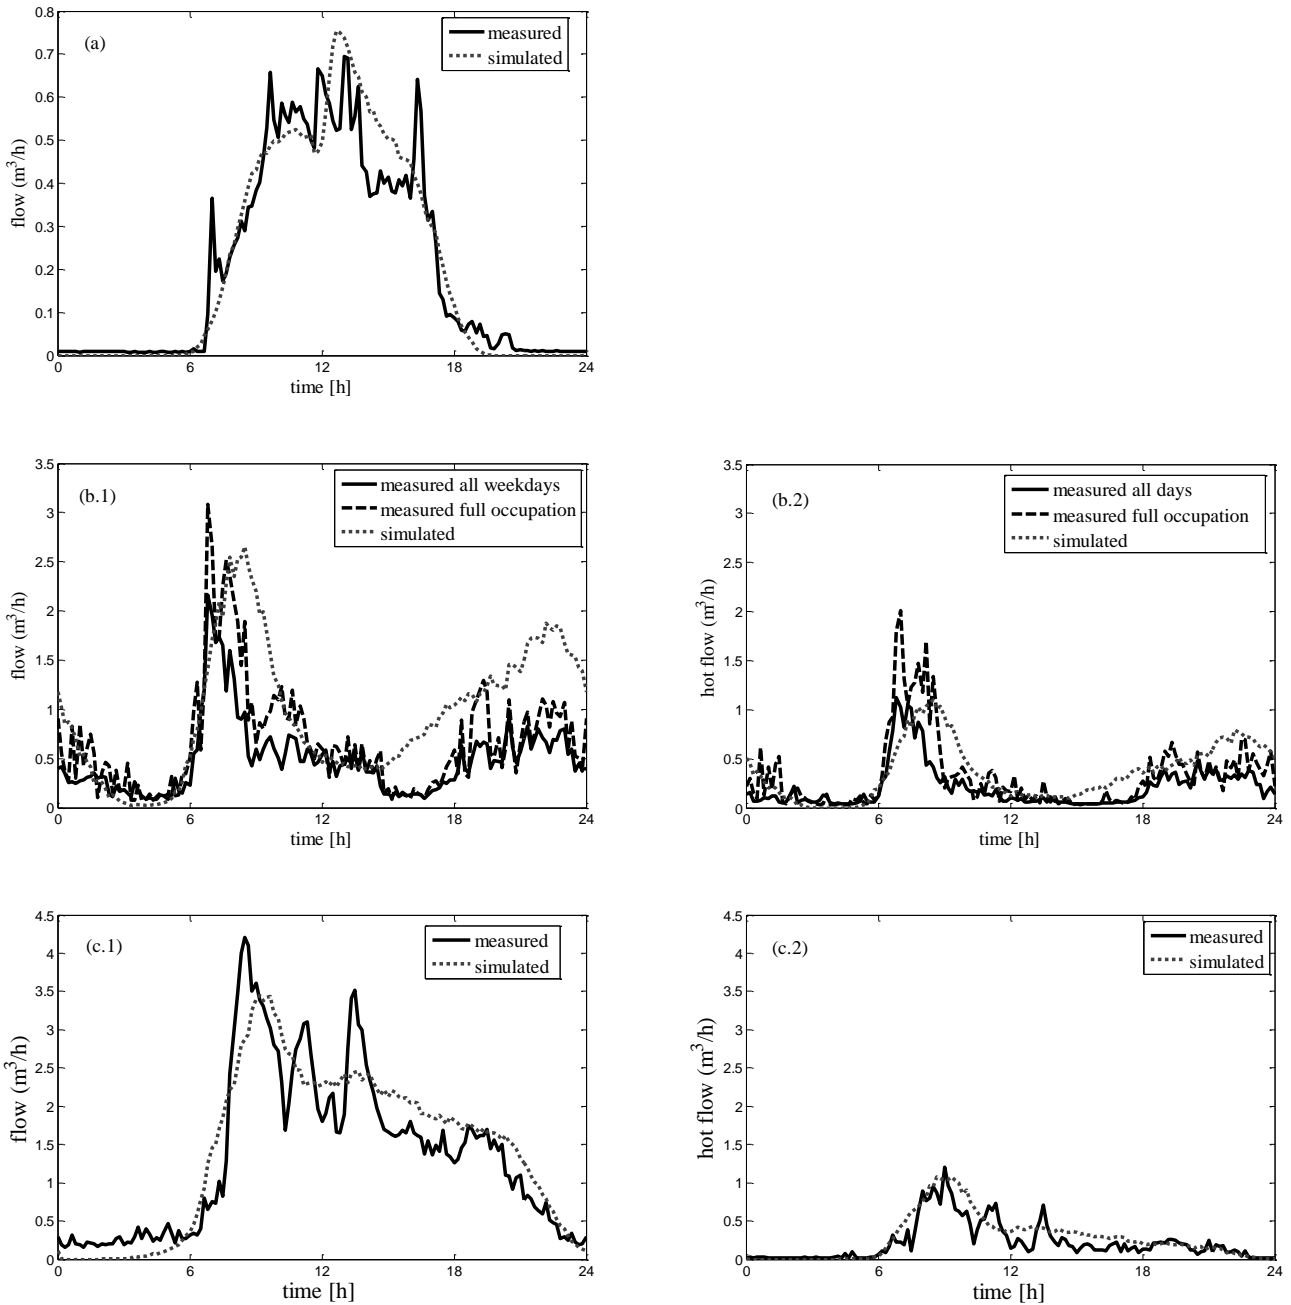 (a)
measured
simulated
0.8
0.7
0.6
0.5
0.4
0.3
0.2
0.1
0
flow (m³/h)
0 6 12 18 24
time [h]
(b.1)
measured all weekdays
measured full occupation
simulated
3.5
3
2.5
2
1.5
1
0.5
0
flow (m³/h)
0 6 12 18 24
time [h]
(b.2)
measured all days
measured full occupation
simulated
3.5
3
2.5
2
1.5
1
0.5
0
hot flow (m³/h)
0 6 12 18 24
time [h]
(c.1)
measured
simulated
4.5
4
3.5
3
2.5
2
1.5
1
0.5
0
flow (m³/h)
0 6 12 18 24
time [h]
(c.2)
measured
simulated
4.5
4
3.5
3
2.5
2
1.5
1
0.5
0
hot flow (m³/h)
0 6 12 18 24
time [h]